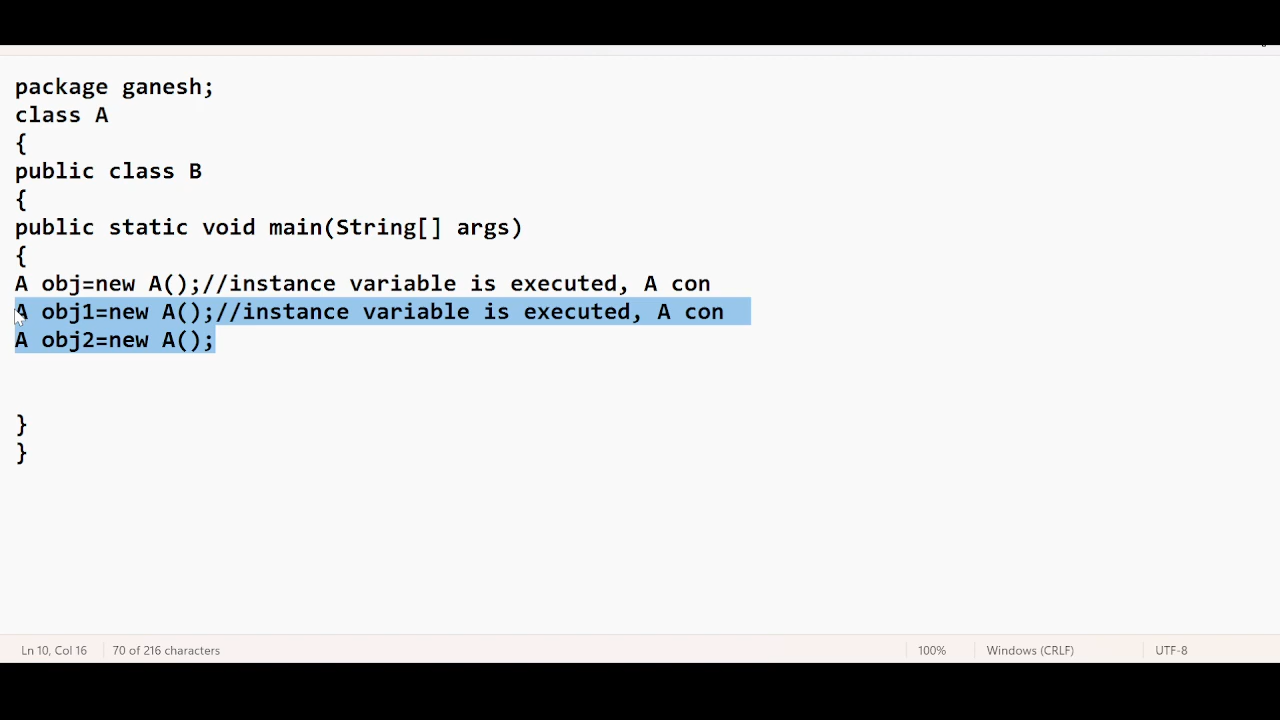 package ganesh;
class A
{
public class B
{
public static void main(String[] args)
{
A obj=new A();//instance variable is executed, A con
A obj1=new A();//instance variable is executed, A con
A obj2=new A();
}
}
Ln 10, Col 16 70 of 216 characters 100% Windows (CRLF) UTF-8